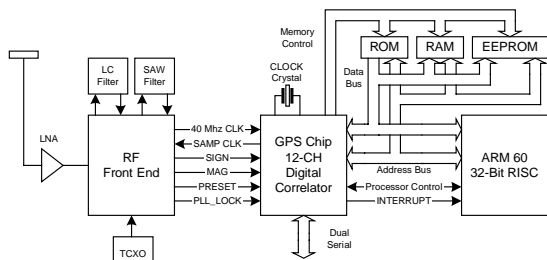 Memory
Control
ROM
RAM
EEPROM
LC
Filter
SAW
Filter
CLOCK
Crystal
Data
Bus
LNA
RF
Front End
40 Mhz CLK
SAMP CLK
SIGN
MAG
PRESET
PLL_LOCK
GPS Chip
12-CH
Digital
Correlator
Address Bus
Processor Control
INTERRUPT
ARM 60
32-Bit RISC
TCXO
Dual
Serial